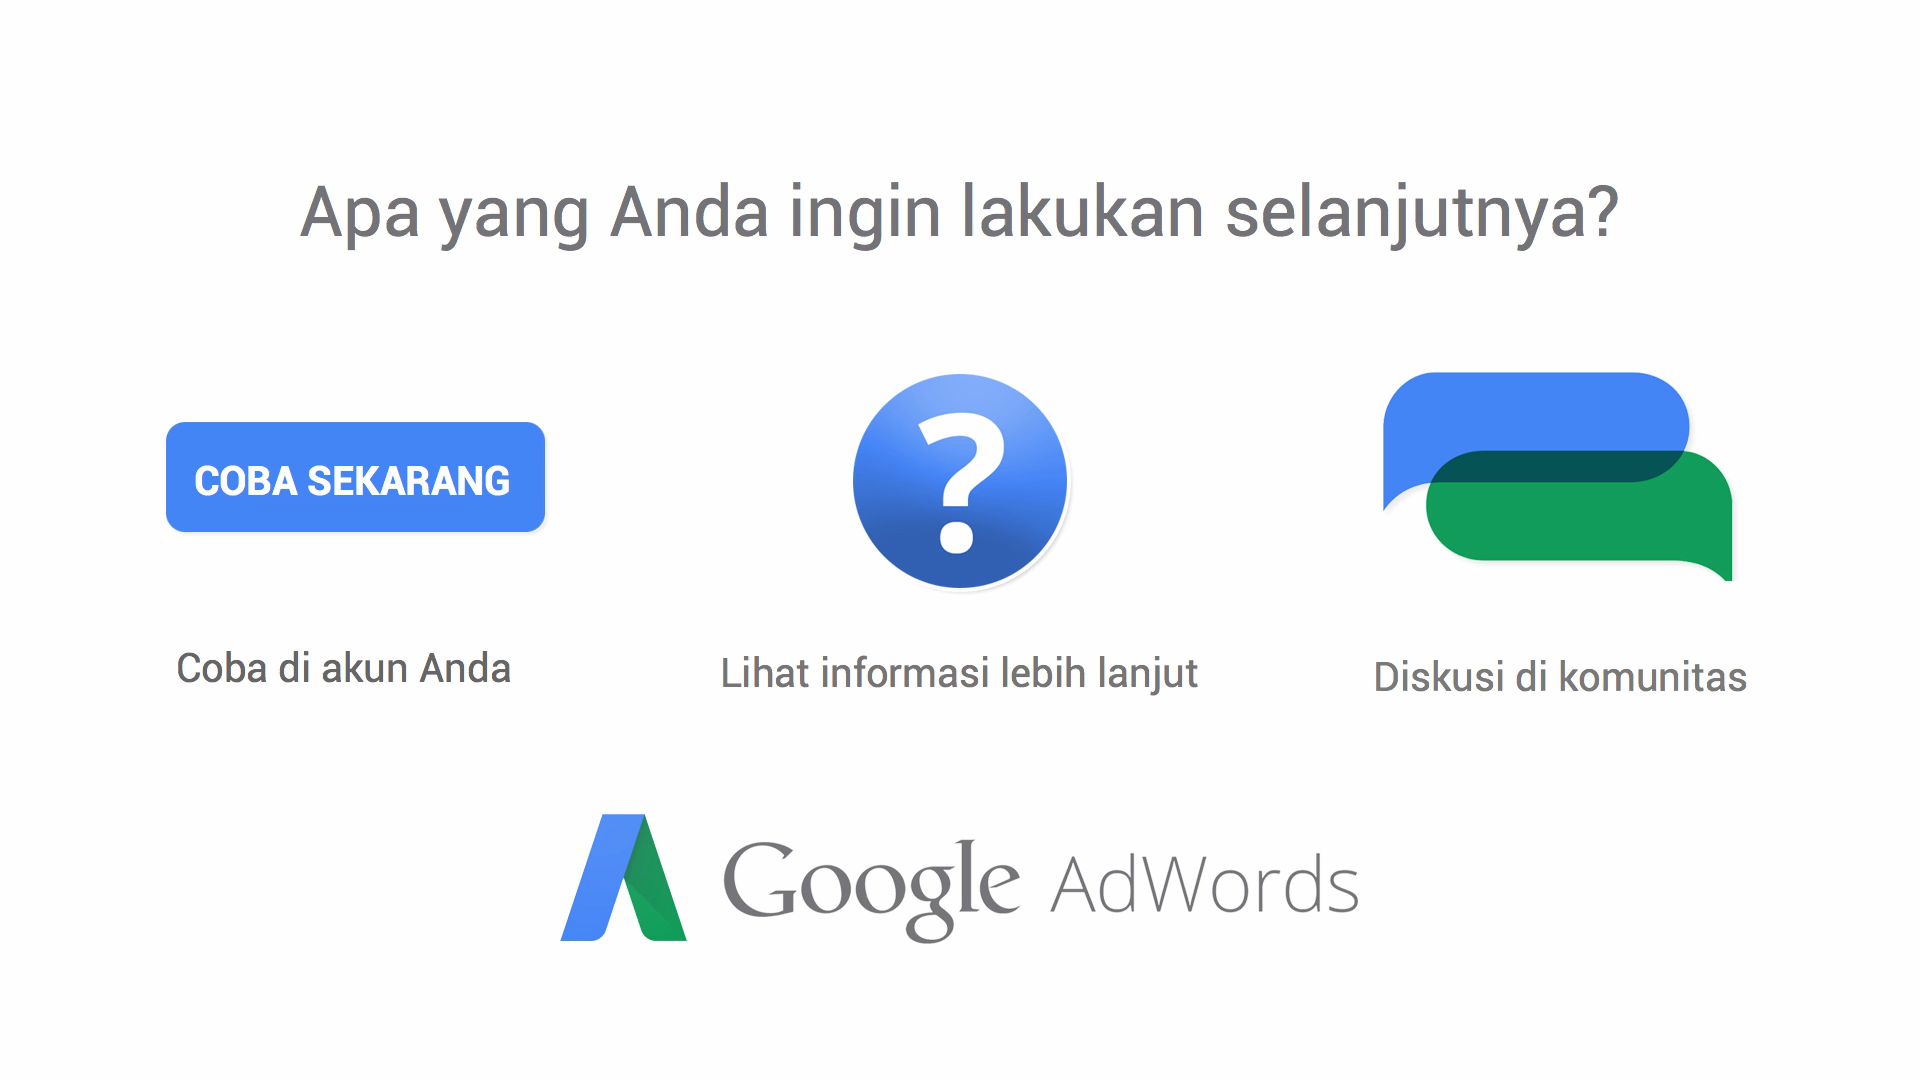 Apa yang Anda ingin lakukan selanjutnya?
COBA SEKARANG
?
Coba di akun Anda
Lihat informasi lebih lanjut
Diskusi di komunitas
Google AdWords